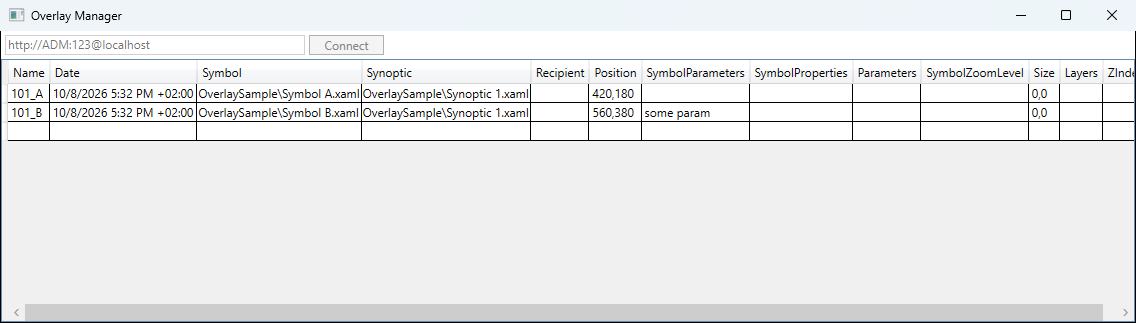 Overlay Manager
http://ADM:123@localhost Connect
Name Date Symbol Synoptic Recipient Position SymbolParameters SymbolProperties Parameters SymbolZoomLevel Size Layers ZInde
101_A 10/8/2026 5:32 PM +02:00 OverlaySample\Symbol A.xaml OverlaySample\Synoptic 1.xaml 420,180 0,0
101_B 10/8/2026 5:32 PM +02:00 OverlaySample\Symbol B.xaml OverlaySample\Synoptic 1.xaml 560,380 some param 0,0